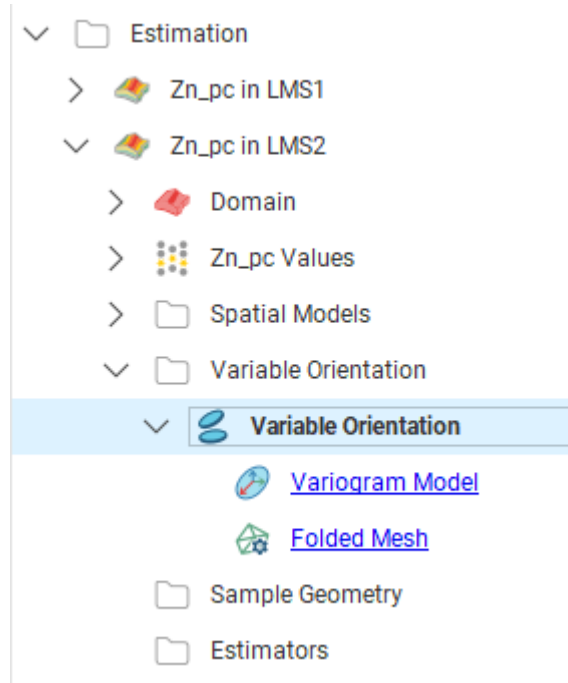 Estimation
Zn_pc in LMS1
Zn_pc in LMS2
Domain
Zn_pc Values
Spatial Models
Variable Orientation
Variable Orientation
Variogram Model
Folded Mesh
Sample Geometry
Estimators